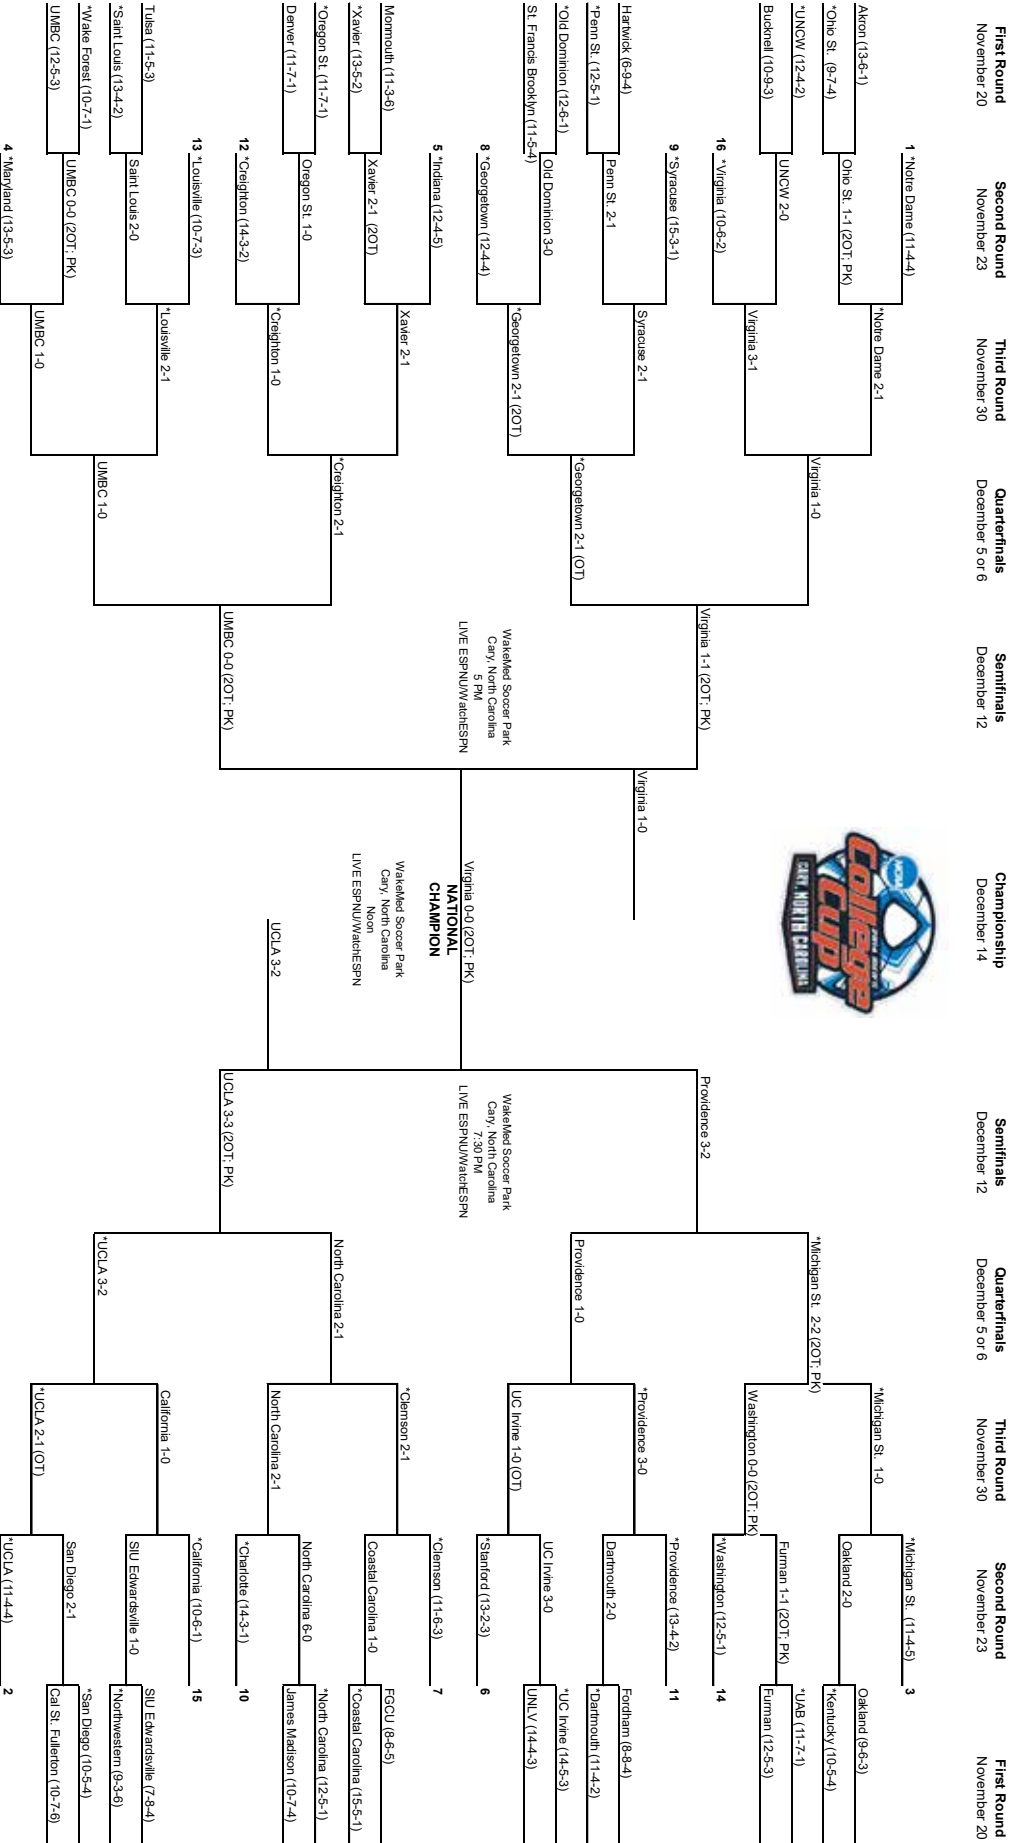 First Round
November 20
Second Round
November 23
Third Round
November 30
Quarterfinals
December 5 or 6
Semifinals
December 12
Championship
December 14
Semifinals
December 12
Quarterfinals
December 5 or 6
Third Round
November 30
Second Round
November 23
First Round
November 20
1 *Notre Dame (11-4-4)
Akron (13-6-1)
Ohio St. 1-1 (2OT; PK)
*Ohio St. (9-7-4)
*Notre Dame 2-1
*UNCW (12-4-2)
UNCW 2-0
Bucknell (10-9-3)
Virginia 3-1
16 *Virginia (10-6-2)
Virginia 1-0
9 *Syracuse (15-3-1)
Hartwick (6-9-4)
Penn St. 2-1
*Penn St. (12-5-1)
Syracuse 2-1
*Old Dominion (12-6-1)
Old Dominion 3-0
St. Francis Brooklyn (11-5-4)
*Georgetown 2-1 (2OT)
8 *Georgetown (12-4-4)
*Georgetown 2-1 (OT)
Virginia 1-1 (2OT; PK)
5 *Indiana (12-4-5)
Monmouth (11-3-6)
Xavier 2-1 (2OT)
*Xavier (13-5-2)
Xavier 2-1
*Oregon St. (11-7-1)
Oregon St. 1-0
Denver (11-7-1)
*Creighton 1-0
12 *Creighton (14-3-2)
*Creighton 2-1
13 *Louisville (10-7-3)
Tulsa (11-5-3)
Saint Louis 2-0
*Saint Louis (13-4-2)
*Louisville 2-1
*Wake Forest (10-7-1)
UMBC 0-0 (2OT; PK)
UMBC (12-5-3)
UMBC 1-0
4 *Maryland (13-5-3)
UMBC 1-0
UMBC 0-0 (2OT; PK)
WakeMed Soccer Park
Cary, North Carolina
5 PM
LIVE ESPNU/WatchESPN
Virginia 1-0
NCAA
College
Cup
CARY, NORTH CAROLINA
Virginia 0-0 (2OT; PK)
NATIONAL
CHAMPION
WakeMed Soccer Park
Cary, North Carolina
Noon
LIVE ESPNU/WatchESPN
UCLA 3-2
WakeMed Soccer Park
Cary, North Carolina
7:30 PM
LIVE ESPNU/WatchESPN
Providence 3-2
UCLA 3-3 (2OT; PK)
*Michigan St. 2-2 (2OT; PK)
Providence 1-0
North Carolina 2-1
*UCLA 3-2
*Michigan St. 1-0
Washington 0-0 (2OT; PK)
*Providence 3-0
UC Irvine 1-0 (OT)
*Clemson 2-1
North Carolina 2-1
California 1-0
*UCLA 2-1 (OT)
*Michigan St. (11-4-5) 3
Oakland 2-0
Oakland (9-6-3)
*Kentucky (10-5-4)
Furman 1-1 (2OT; PK)
*UAB (11-7-1)
Furman (12-5-3)
*Washington (12-5-1) 14
*Providence (13-4-2) 11
Dartmouth 2-0
Fordham (8-8-4)
*Dartmouth (11-4-2)
UC Irvine 3-0
*UC Irvine (14-5-3)
UNLV (14-4-3)
*Stanford (13-2-3) 6
*Clemson (11-6-3) 7
Coastal Carolina 1-0
FGCU (8-6-5)
*Coastal Carolina (15-5-1)
North Carolina 6-0
*North Carolina (12-5-1)
James Madison (10-7-4)
*Charlotte (14-3-1) 10
*California (10-6-1) 15
SIU Edwardsville 1-0
SIU Edwardsville (7-8-4)
*Northwestern (9-3-6)
San Diego 2-1
*San Diego (10-5-4)
Cal St. Fullerton (10-7-6)
*UCLA (11-4-4) 2